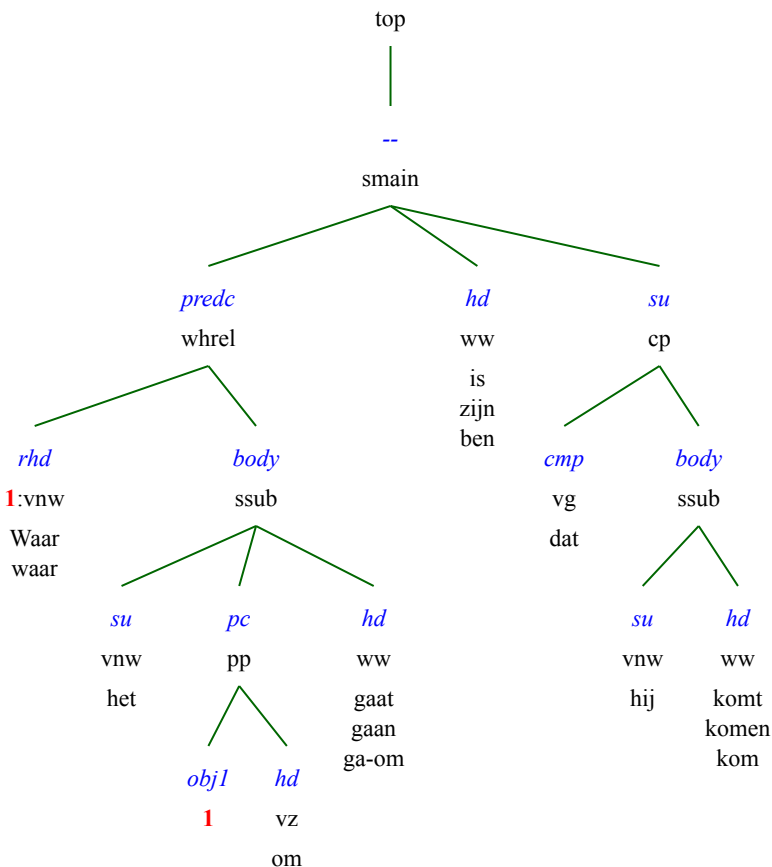 top
--
smain
predc hd su
whrel ww cp
is
zijn
ben
rhd body cmp body
1:vnw ssub vg ssub
Waar dat
waar
su pc hd su hd
vnw pp ww vnw ww
het gaat hij komt
gaan komen
ga-om kom
obj1 hd
1 vz
om